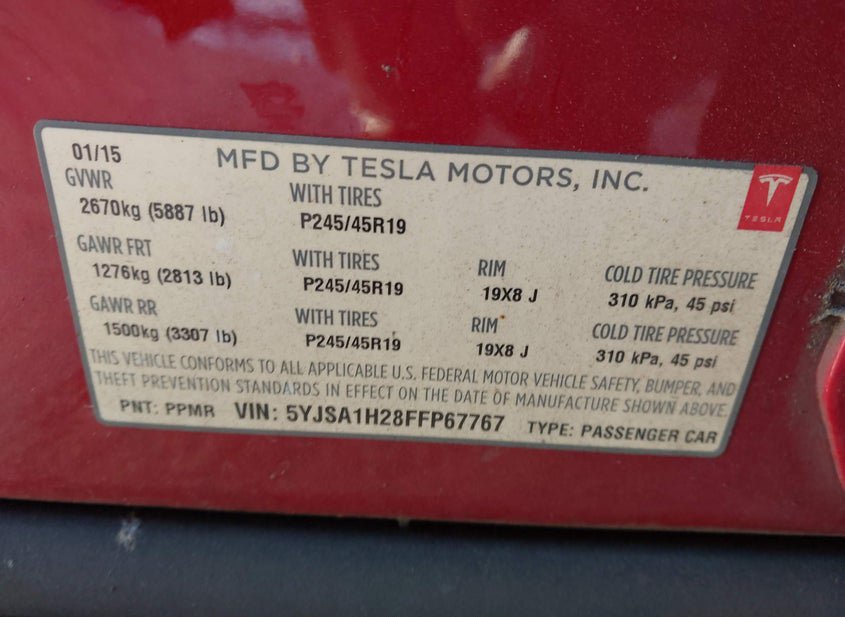 01/15 MFD BY TESLA MOTORS, INC.
GVWR WITH TIRES
2670kg (5887 lb) P245/45R19
TESLA
GAWR FRT WITH TIRES RIM COLD TIRE PRESSURE
1276kg (2813 lb) P245/45R19 19X8 J 310 kPa, 45 psi
GAWR RR WITH TIRES RIM COLD TIRE PRESSURE
1500kg (3307 lb) P245/45R19 19X8 J 310 kPa, 45 psi
THIS VEHICLE CONFORMS TO ALL APPLICABLE U.S. FEDERAL MOTOR VEHICLE SAFETY, BUMPER, AND
THEFT PREVENTION STANDARDS IN EFFECT ON THE DATE OF MANUFACTURE SHOWN ABOVE.
PNT: PPMR VIN: 5YJSA1H28FFP67767 TYPE: PASSENGER CAR